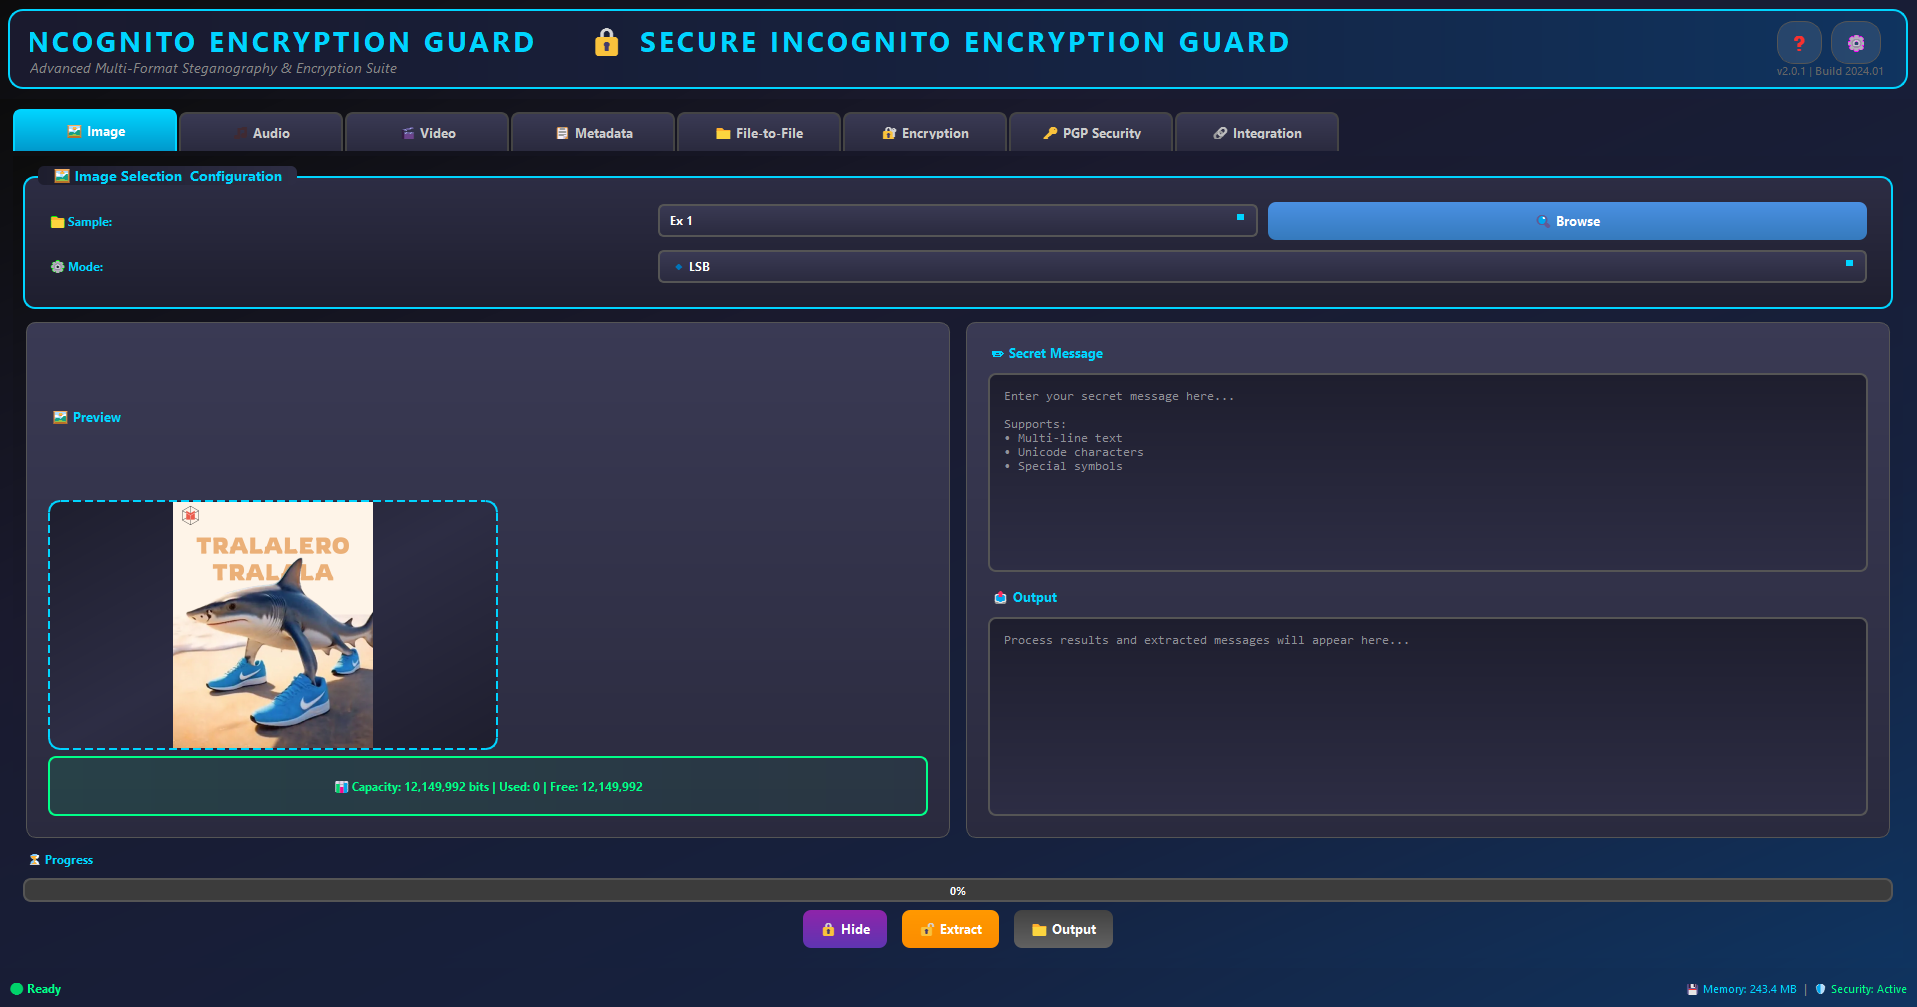 NCOGNITO ENCRYPTION GUARD
SECURE INCOGNITO ENCRYPTION GUARD
Advanced Multi-Format Steganography & Encryption Suite
v2.0.1 | Build 2024.01
Image
Audio
Video
Metadata
File-to-File
Encryption
PGP Security
Integration
Image Selection  Configuration
Sample:
Ex 1
Browse
Mode:
LSB
Preview
TRALALERO
TRALALA
Capacity: 12,149,992 bits | Used: 0 | Free: 12,149,992
Secret Message
Enter your secret message here...
Supports:
• Multi-line text
• Unicode characters
• Special symbols
Output
Process results and extracted messages will appear here...
Progress
0%
Hide
Extract
Output
Ready
Memory: 243.4 MB | Security: Active